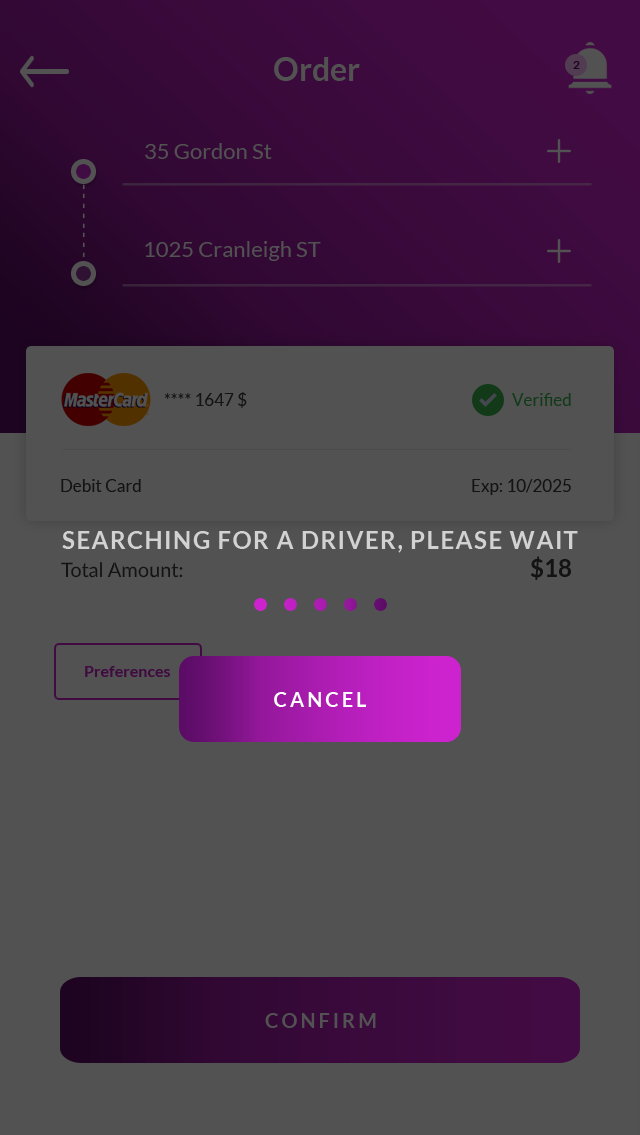 Order
2
35 Gordon St
1025 Cranleigh ST
MasterCard
**** 1647 $
Verified
Debit Card
Exp: 10/2025
SEARCHING FOR A DRIVER, PLEASE WAIT
Total Amount:
$18
Preferences
CANCEL
CONFIRM